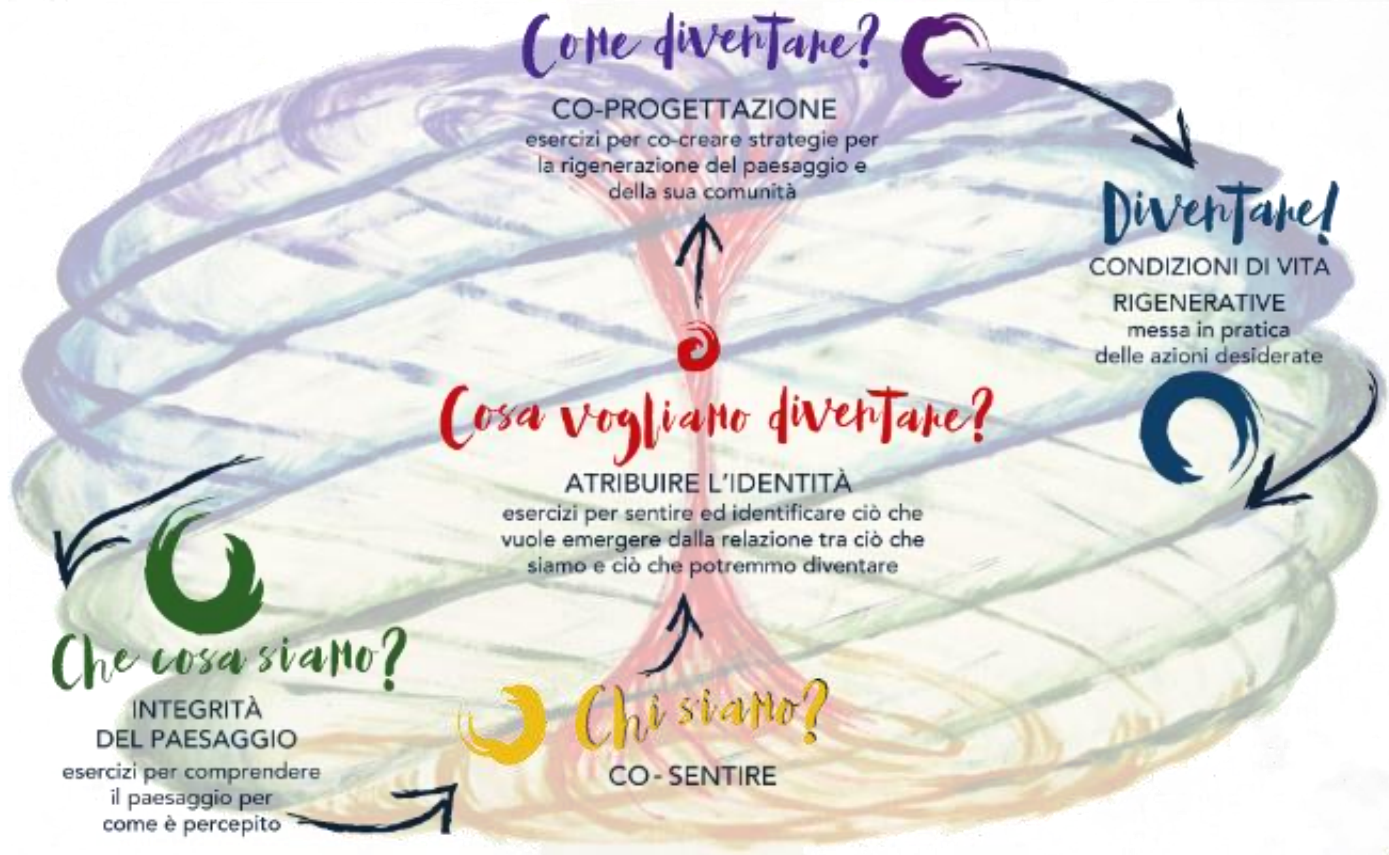 Come diventare?
CO-PROGETTAZIONE
esercizi per co-creare strategie per
la rigenerazione del paesaggio e
della sua comunità
Diventare!
CONDIZIONI DI VITA
RIGENERATIVE
messa in pratica
delle azioni desiderate
Cosa vogliamo diventare?
ATRIBUIRE L'IDENTITÀ
esercizi per sentire ed identificare ciò che
vuole emergere dalla relazione tra ciò che
siamo e ciò che potremmo diventare
Che cosa siamo?
INTEGRITÀ
DEL PAESAGGIO
esercizi per comprendere
il paesaggio per
come è percepito
Chi siamo?
CO - SENTIRE